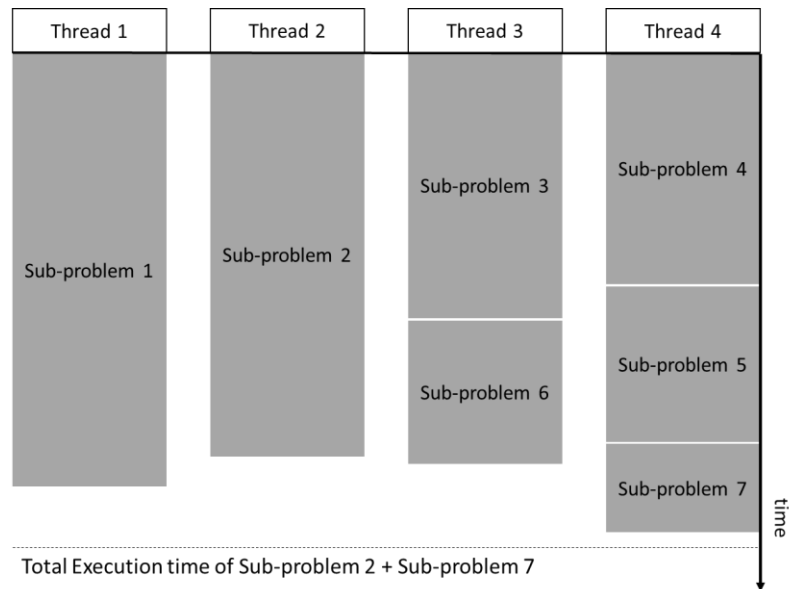 Thread 1
Thread 2
Thread 3
Thread 4
Sub-problem 1
Sub-problem 2
Sub-problem 3
Sub-problem 4
Sub-problem 6
Sub-problem 5
Sub-problem 7
time
Total Execution time of Sub-problem 2 + Sub-problem 7